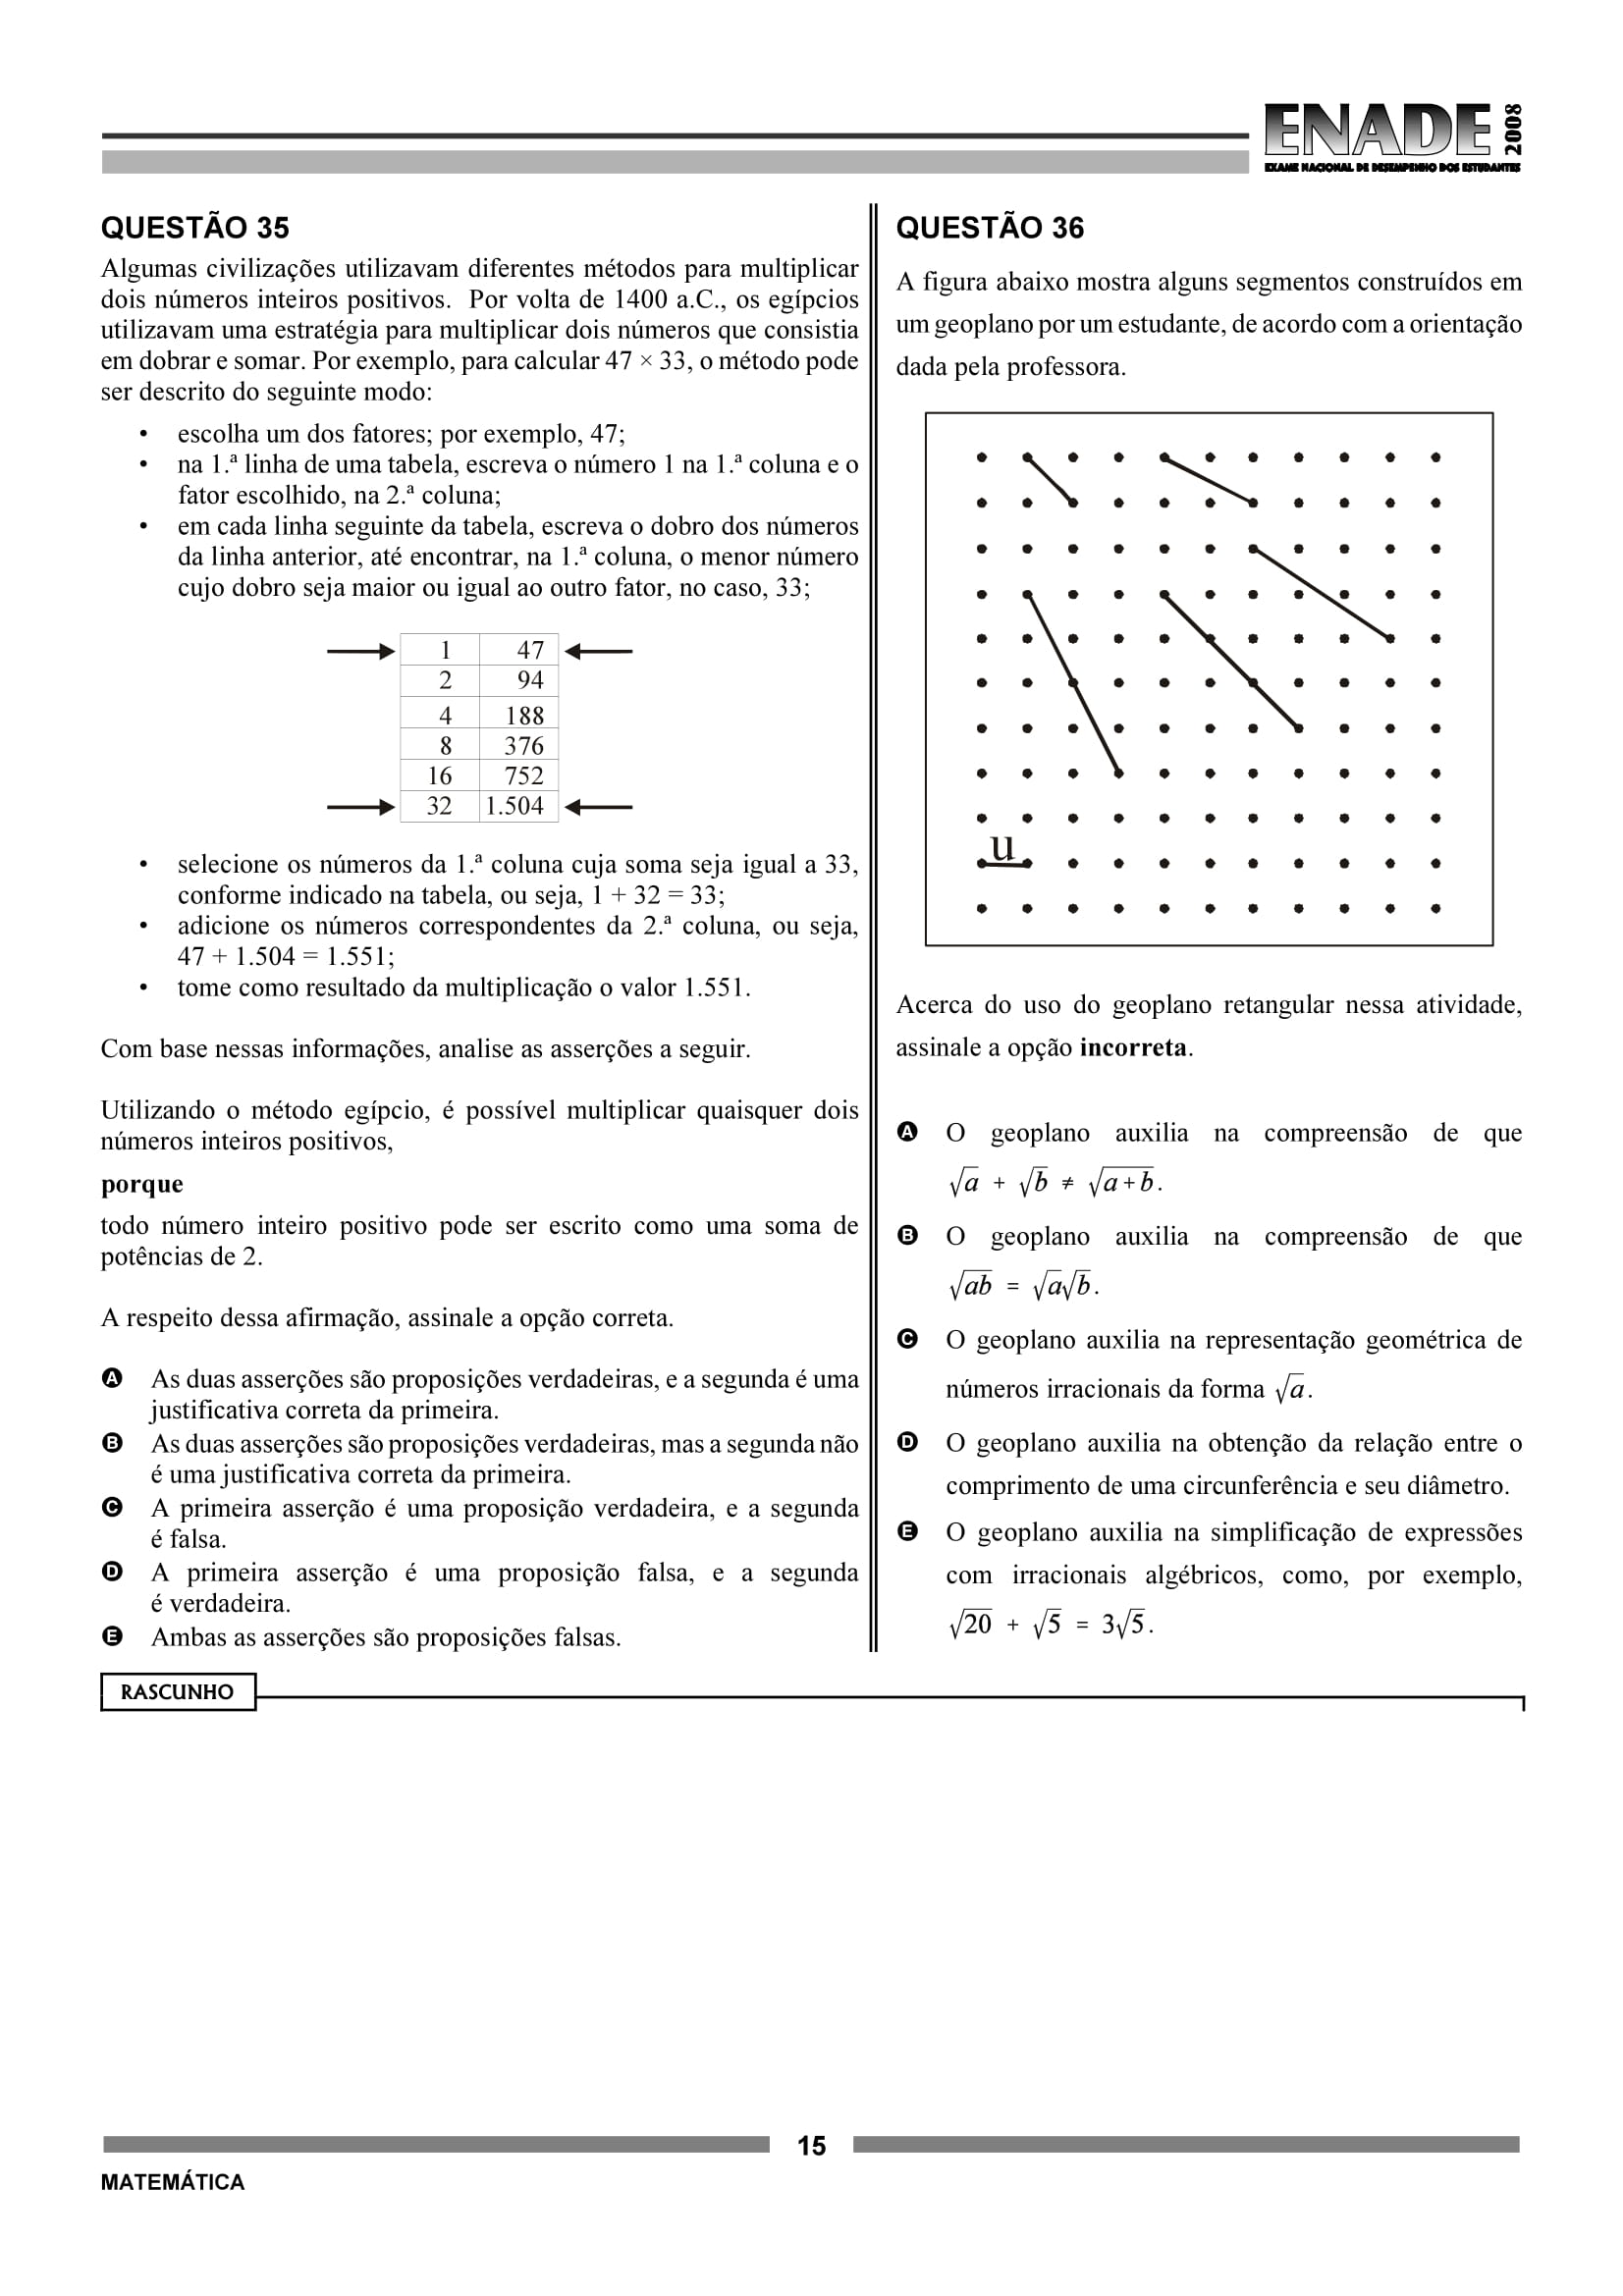 ENADE 2008
EXAME NACIONAL DE DESEMPENHO DOS ESTUDANTES
QUESTÃO 35
Algumas civilizações utilizavam diferentes métodos para multiplicar
dois números inteiros positivos. Por volta de 1400 a.C., os egípcios
utilizavam uma estratégia para multiplicar dois números que consistia
em dobrar e somar. Por exemplo, para calcular 47 × 33, o método pode
ser descrito do seguinte modo:
• escolha um dos fatores; por exemplo, 47;
• na 1.ª linha de uma tabela, escreva o número 1 na 1.ª coluna e o
fator escolhido, na 2.ª coluna;
• em cada linha seguinte da tabela, escreva o dobro dos números
da linha anterior, até encontrar, na 1.ª coluna, o menor número
cujo dobro seja maior ou igual ao outro fator, no caso, 33;
1 47
2 94
4 188
8 376
16 752
32 1.504
• selecione os números da 1.ª coluna cuja soma seja igual a 33,
conforme indicado na tabela, ou seja, 1 + 32 = 33;
• adicione os números correspondentes da 2.ª coluna, ou seja,
47 + 1.504 = 1.551;
• tome como resultado da multiplicação o valor 1.551.
Com base nessas informações, analise as asserções a seguir.
Utilizando o método egípcio, é possível multiplicar quaisquer dois
números inteiros positivos,
porque
todo número inteiro positivo pode ser escrito como uma soma de
potências de 2.
A respeito dessa afirmação, assinale a opção correta.
A As duas asserções são proposições verdadeiras, e a segunda é uma
justificativa correta da primeira.
B As duas asserções são proposições verdadeiras, mas a segunda não
é uma justificativa correta da primeira.
C A primeira asserção é uma proposição verdadeira, e a segunda
é falsa.
D A primeira asserção é uma proposição falsa, e a segunda
é verdadeira.
E Ambas as asserções são proposições falsas.
QUESTÃO 36
A figura abaixo mostra alguns segmentos construídos em
um geoplano por um estudante, de acordo com a orientação
dada pela professora.
u
Acerca do uso do geoplano retangular nessa atividade,
assinale a opção incorreta.
A O geoplano auxilia na compreensão de que
√a + √b ≠ √(a+b).
B O geoplano auxilia na compreensão de que
√ab = √a√b.
C O geoplano auxilia na representação geométrica de
números irracionais da forma √a.
D O geoplano auxilia na obtenção da relação entre o
comprimento de uma circunferência e seu diâmetro.
E O geoplano auxilia na simplificação de expressões
com irracionais algébricos, como, por exemplo,
√20 + √5 = 3√5.
RASCUNHO
15
MATEMÁTICA